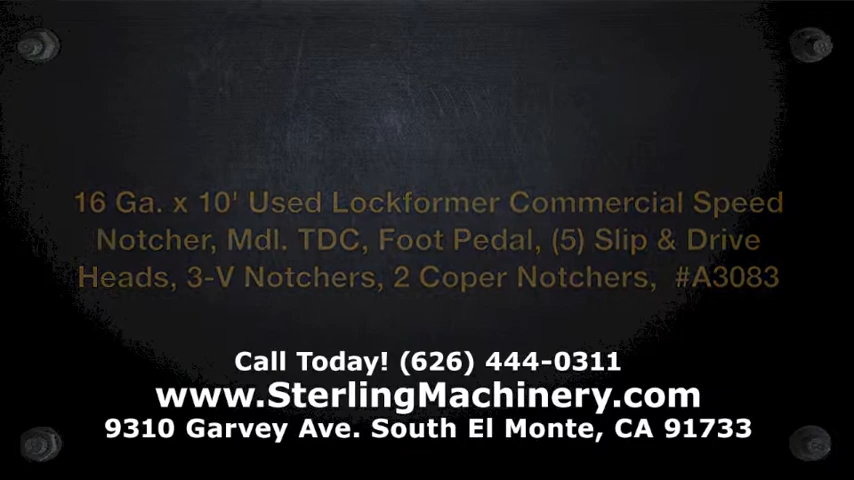 16 Ga. x 10' Used Lockformer Commercial Speed
Notcher, Mdl. TDC, Foot Pedal, (5) Slip & Drive
Heads, 3-V Notchers, 2 Coper Notchers, #A3083
Call Today! (626) 444-0311
www.SterlingMachinery.com
9310 Garvey Ave. South El Monte, CA 91733